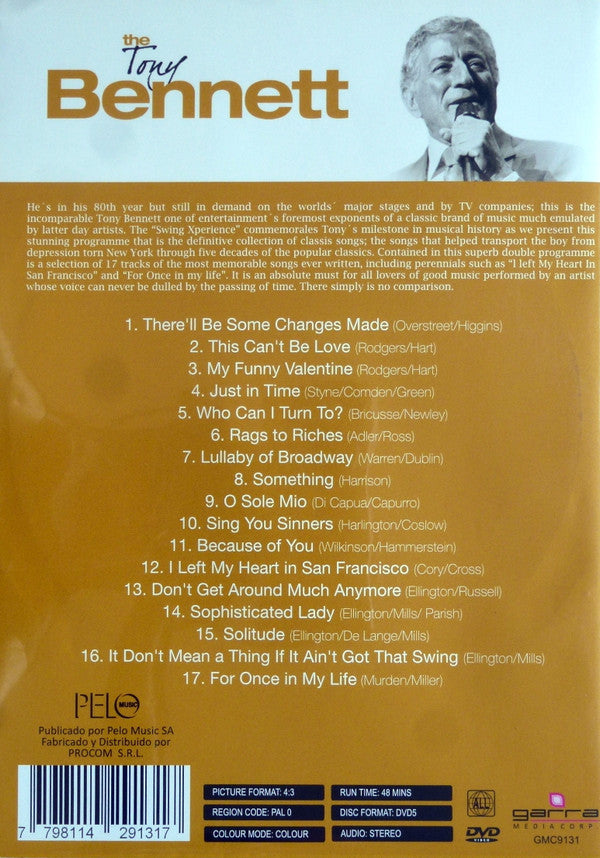 the
Tony
Bennett
He´s in his 80th year but still in demand on the worlds´ major stages and by TV companies; this is the
incomparable Tony Bennett one of entertainment´s foremost exponents of a classic brand of music much emulated
by latter day artists. The “Swing Xperience” commemorales Tony´s milestone in musical history as we present this
stunning programme that is the definitive collection of classis songs; the songs that helped transport the boy from
depression torn New York through five decades of the popular classics. Contained in this superb double programme
is a selection of 17 tracks of the most memorable songs ever written, including perennials such as “l left My Heart In
San Francisco” and “For Once in my life”. It is an absolute must for all lovers of good music performed by an artist
whose voice can never be dulled by the passing of time. There simply is no comparison.
1. There'll Be Some Changes Made (Overstreet/Higgins)
2. This Can't Be Love (Rodgers/Hart)
3. My Funny Valentine (Rodgers/Hart)
4. Just in Time (Styne/Comden/Green)
5. Who Can I Turn To? (Bricusse/Newley)
6. Rags to Riches (Adler/Ross)
7. Lullaby of Broadway (Warren/Dublin)
8. Something (Harrison)
9. O Sole Mio (Di Capua/Capurro)
10. Sing You Sinners (Harlington/Coslow)
11. Because of You (Wilkinson/Hammerstein)
12. I Left My Heart in San Francisco (Cory/Cross)
13. Don't Get Around Much Anymore (Ellington/Russell)
14. Sophisticated Lady (Ellington/Mills/ Parish)
15. Solitude (Ellington/De Lange/Mills)
16. It Don't Mean a Thing If It Ain't Got That Swing (Ellington/Mills)
17. For Once in My Life (Murden/Miller)
PELO MUSIC
Publicado por Pelo Music SA
Fabricado y Distribuido por
PROCOM S.R.L.
7 798114 291317
PICTURE FORMAT: 4:3
RUN TIME: 48 MINS
REGION CODE: PAL 0
DISC FORMAT: DVD5
COLOUR MODE: COLOUR
AUDIO: STEREO
ALL
DVD
garra
MEDIA CORP.
GMC9131